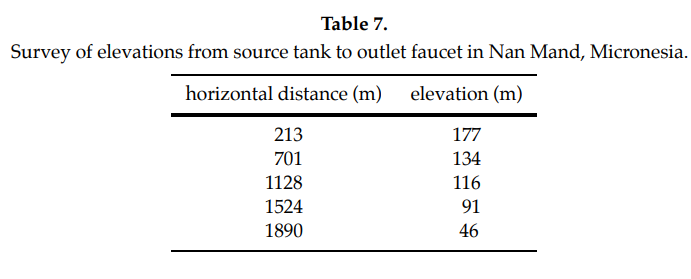 Table 7.
Survey of elevations from source tank to outlet faucet in Nan Mand, Micronesia.
horizontal distance (m) elevation (m)
213 177
701 134
1128 116
1524 91
1890 46